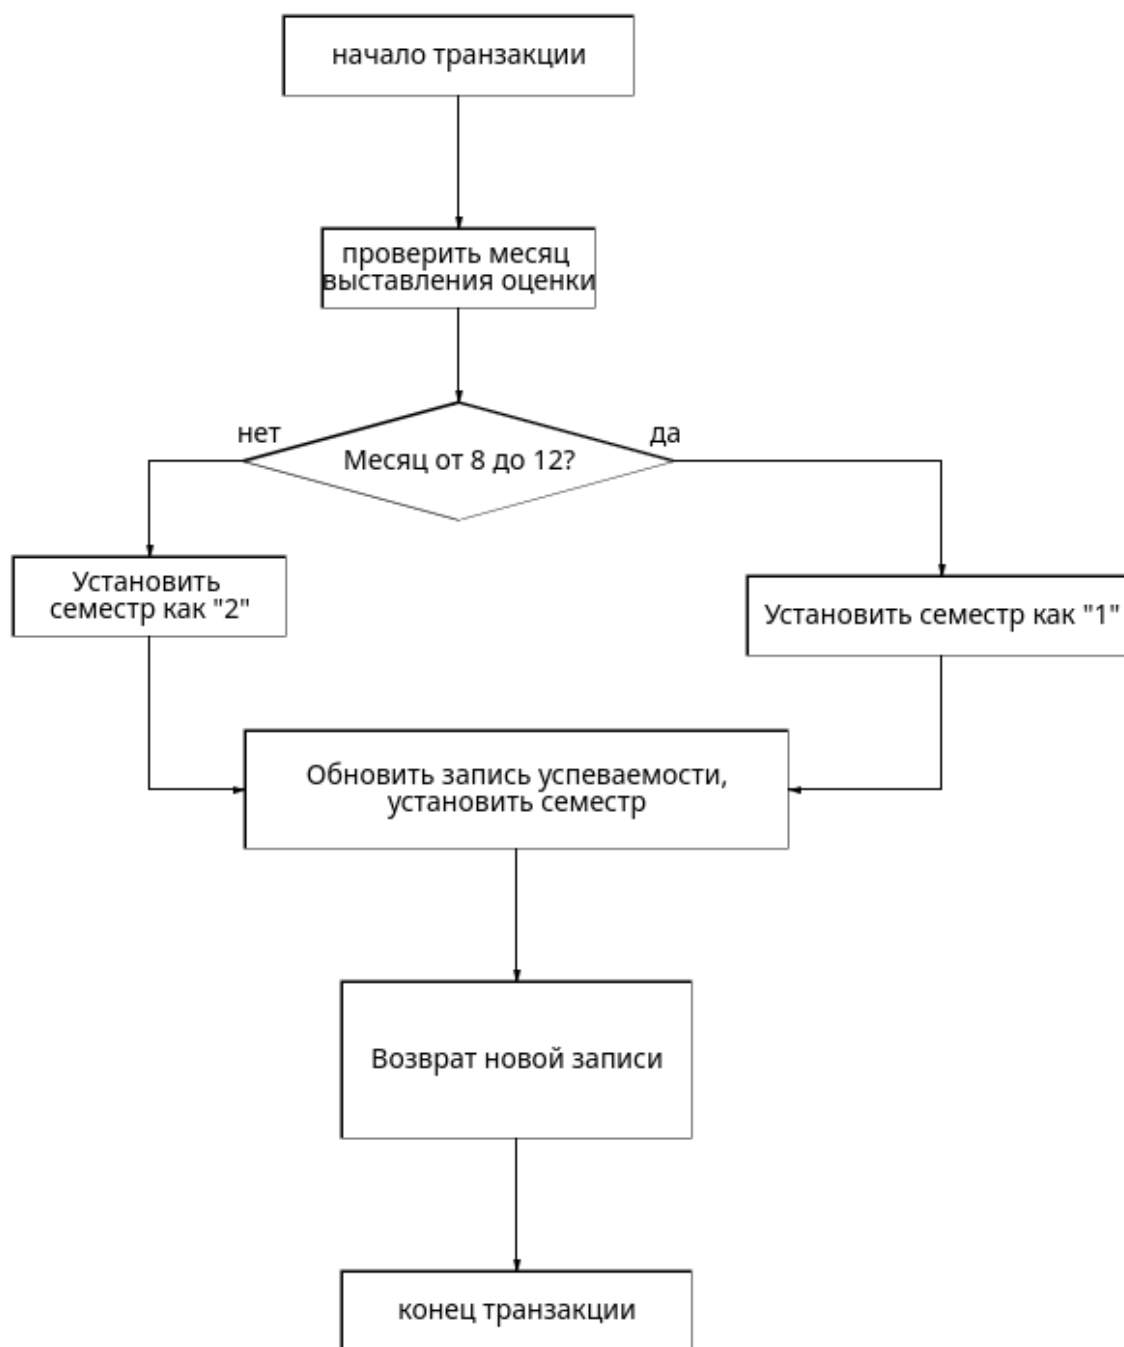 начало транзакции
проверить месяц
выставления оценки
нет
да
Месяц от 8 до 12?
Установить
семестр как "2"
Установить семестр как "1"
Обновить запись успеваемости,
установить семестр
Возврат новой записи
конец транзакции